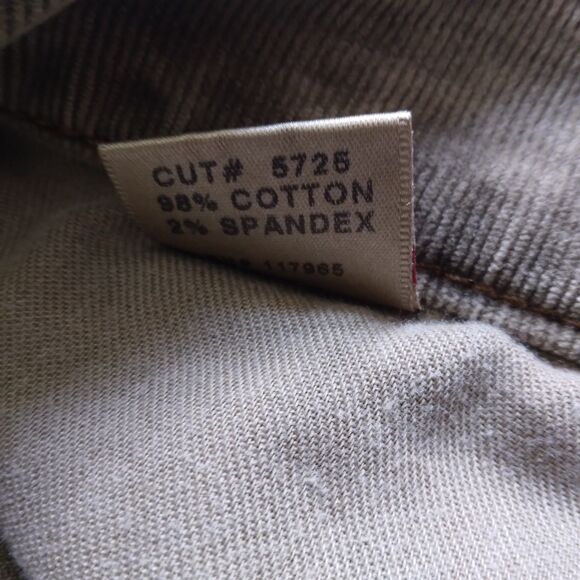 CUT# 5725
98% COTTON
2% SPANDEX
117965